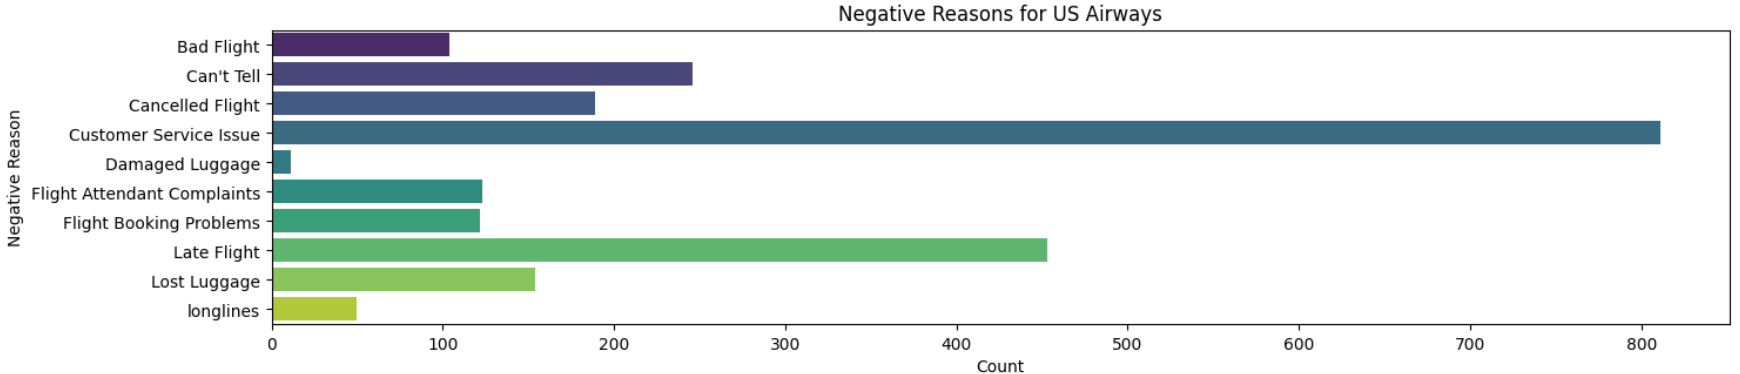 Negative Reasons for US Airways
Negative Reason
Bad Flight
Can't Tell
Cancelled Flight
Customer Service Issue
Damaged Luggage
Flight Attendant Complaints
Flight Booking Problems
Late Flight
Lost Luggage
longlines
0 100 200 300 400 500 600 700 800
Count